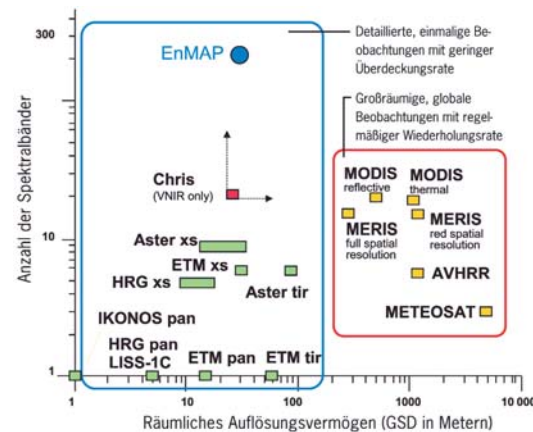 300
EnMAP
Detaillierte, einmalige Be-
obachtungen mit geringer
Überdeckungsrate
Großräumige, globale
Beobachtungen mit regel-
mäßiger Wiederholungsrate
Anzahl der Spektralbänder
Chris
(VNIR only)
MODIS
reflective
MODIS
thermal
MERIS
full spatial
resolution
MERIS
red spatial
resolution
10
Aster xs
ETM xs
HRG xs
Aster tir
AVHRR
METEOSAT
IKONOS pan
HRG pan
LISS-1C
ETM pan
ETM tir
1
1
10
100
1000
10 000
Räumliches Auflösungsvermögen (GSD in Metern)